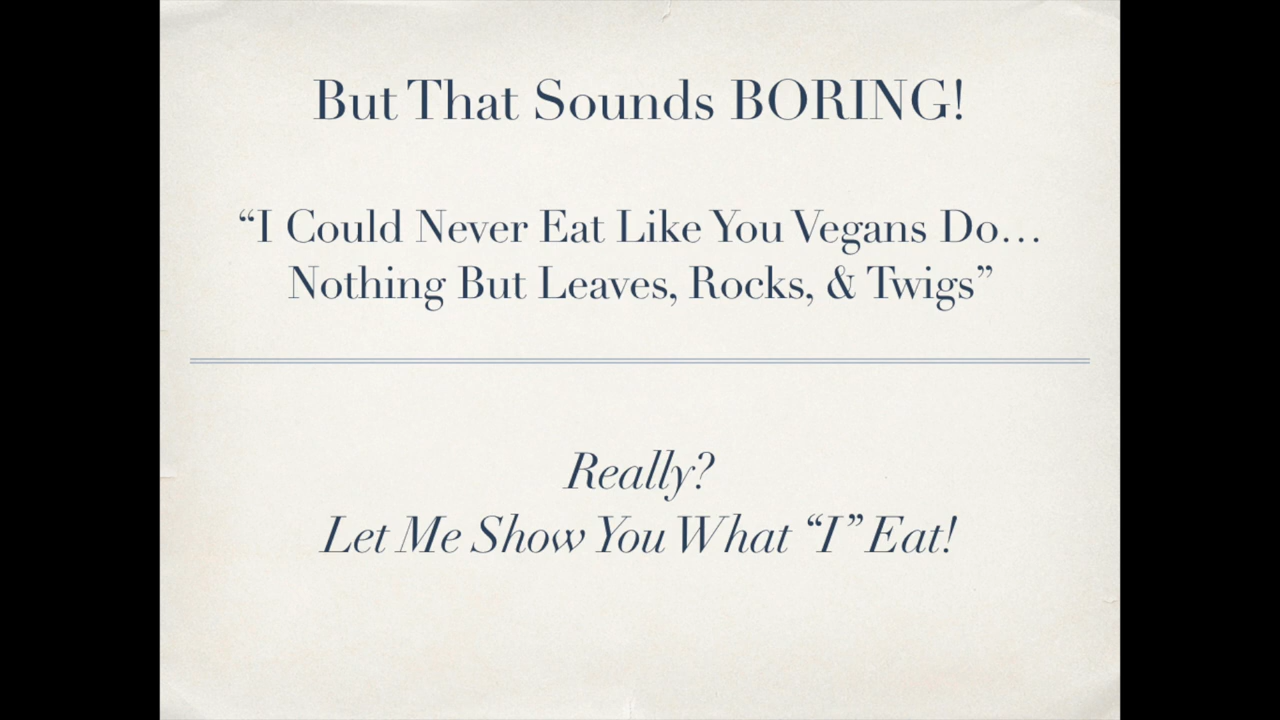 But That Sounds BORING!
“I Could Never Eat Like You Vegans Do…
Nothing But Leaves, Rocks, & Twigs”
Really?
Let Me Show You What “I” Eat!